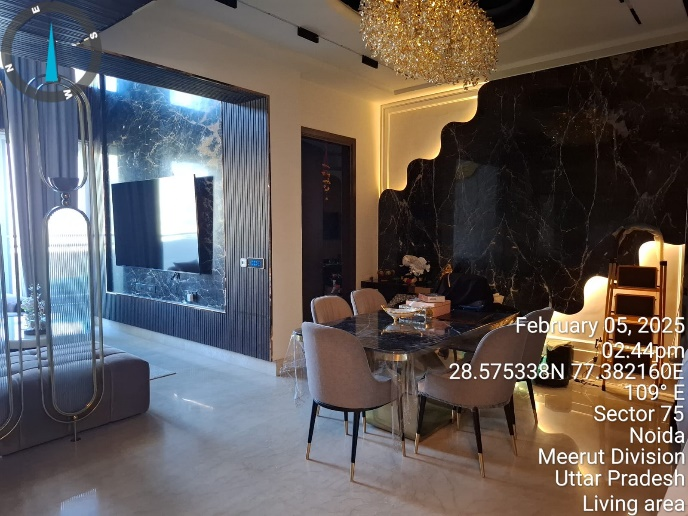 N
E
S
W
February 05, 2025
02:44pm
28.575338N 77.382160E
109° E
Sector 75
Noida
Meerut Division
Uttar Pradesh
Living area